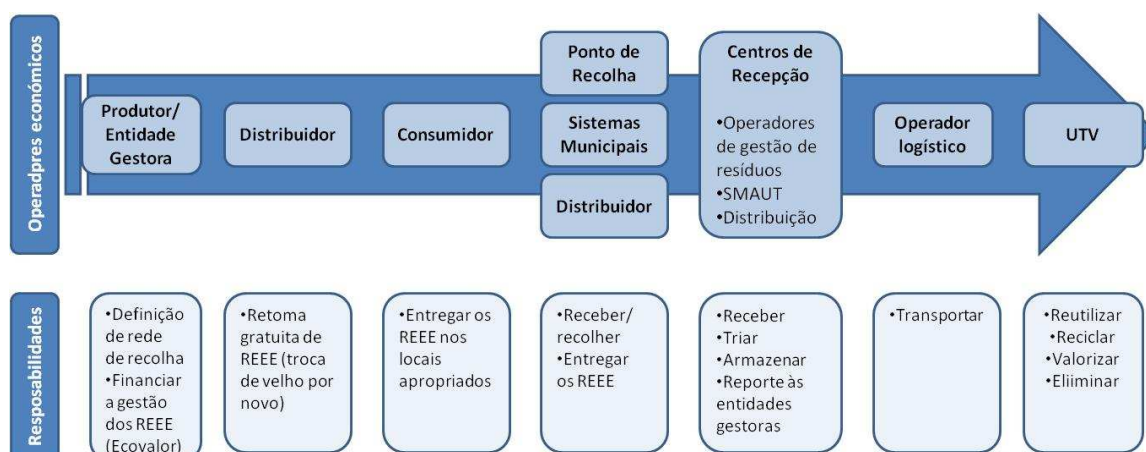 Operadpres económicos
Produtor/
Entidade
Gestora
Distribuidor
Consumidor
Ponto de
Recolha
Sistemas
Municipais
Distribuidor
Centros de
Recepção
•Operadores
de gestão de
resíduos
•SMAUT
•Distribuição
Operador
logístico
UTV
Resposabilidades
•Definição
de rede
de recolha
•Financiar
a gestão
dos REEE
(Ecovalor)
•Retoma
gratuita de
REEE (troca
de velho por
novo)
•Entregar os
REEE nos
locais
apropriados
•Receber/
recolher
•Entregar
os REEE
•Receber
•Triar
•Armazenar
•Reporte às
entidades
gestoras
•Transportar
•Reutilizar
•Reciclar
•Valorizar
•Eliiminar